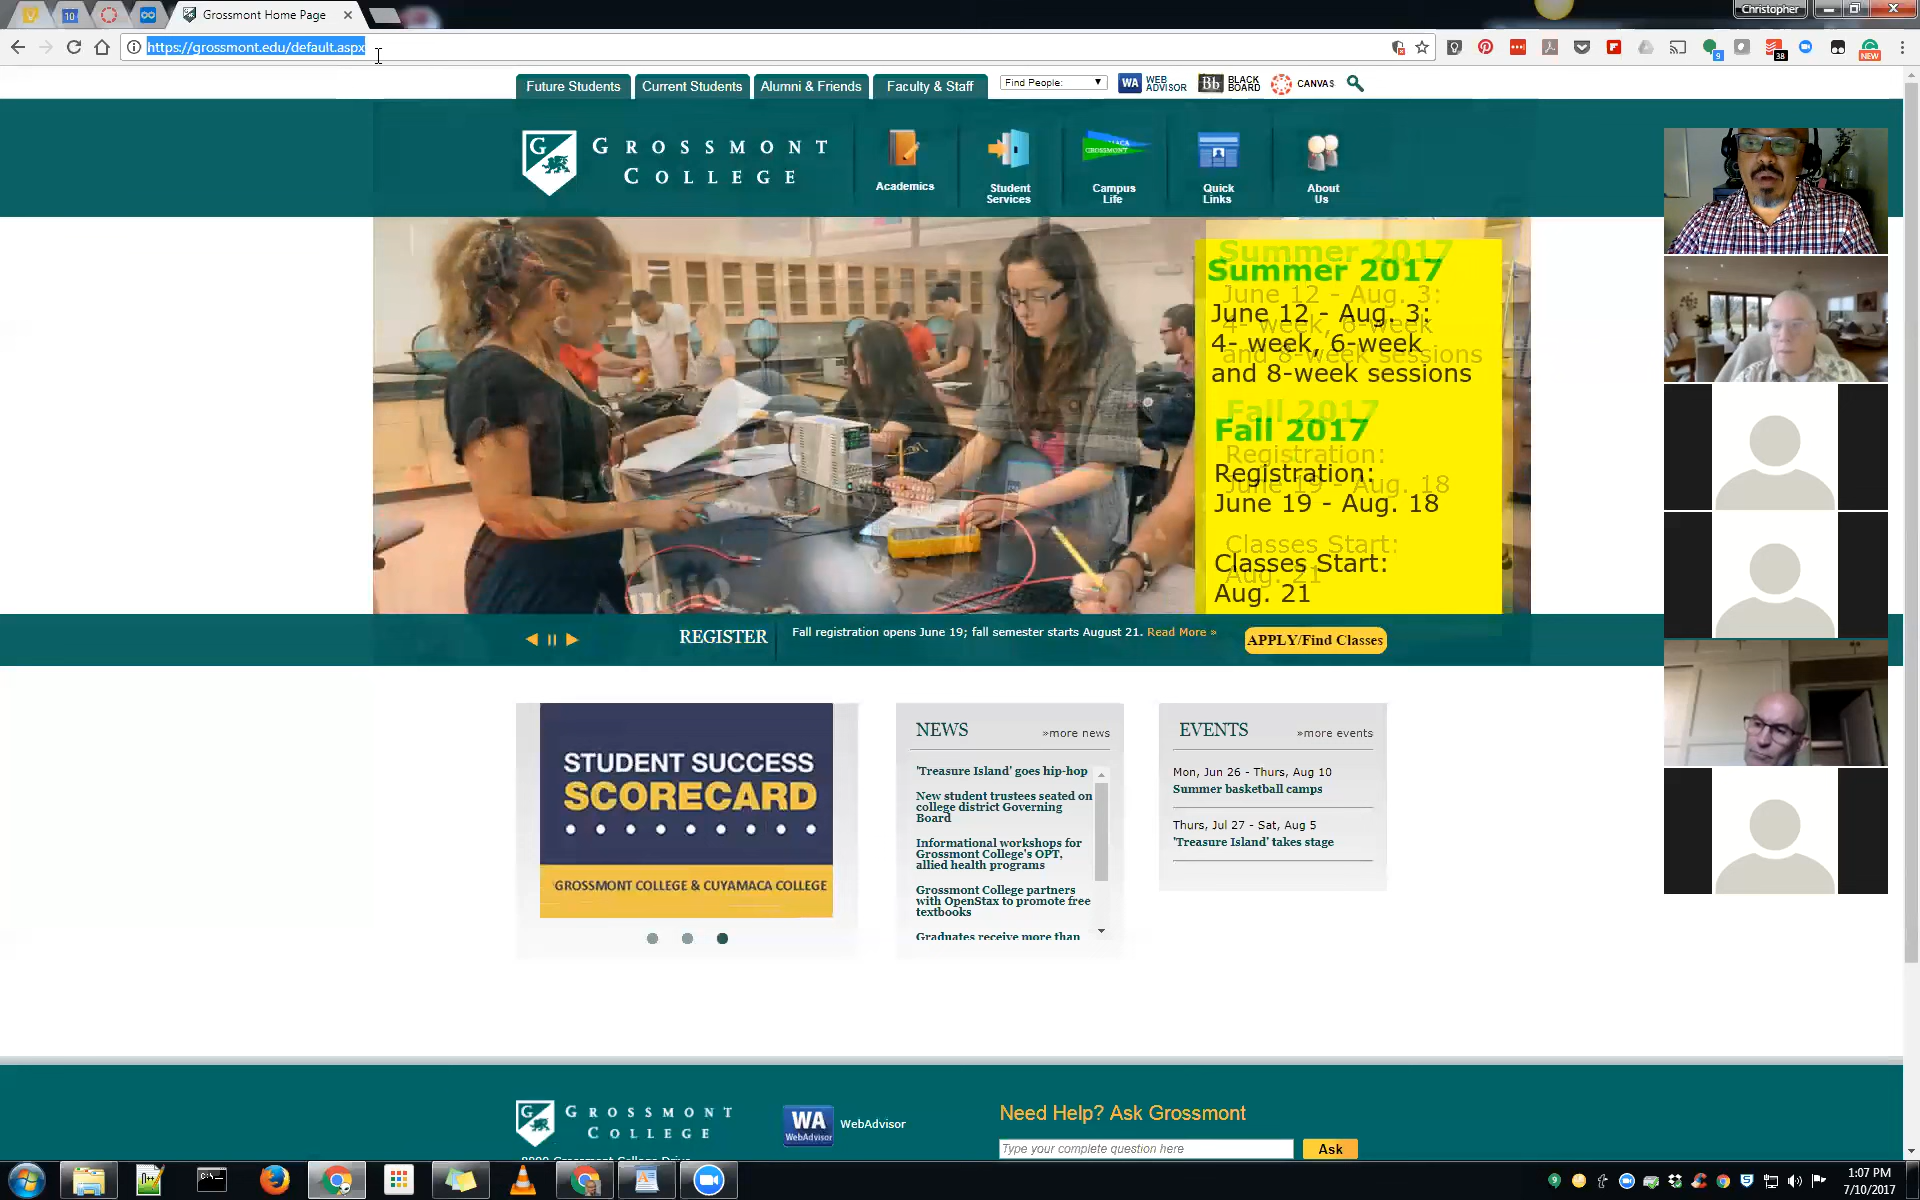 Grossmont Home Page
Christopher
https://grossmont.edu/default.aspx
9
38
NEW
Future Students
Current Students
Alumni & Friends
Faculty & Staff
Find People:
WA WEB ADVISOR
Bb BLACK BOARD
CANVAS
GROSSMONT
COLLEGE
Academics
Student
Services
Campus
Life
Quick
Links
About
Us
Summer 2017
June 12 - Aug. 3:
4- week, 6-week
and 8-week sessions
Fall 2017
Registration:
June 19 - Aug. 18
Classes Start:
Aug. 21
REGISTER
Fall registration opens June 19; fall semester starts August 21. Read More »
APPLY/Find Classes
STUDENT SUCCESS
SCORECARD
GROSSMONT COLLEGE & CUYAMACA COLLEGE
NEWS
»more news
'Treasure Island' goes hip-hop
New student trustees seated on
college district Governing
Board
Informational workshops for
Grossmont College's OPT,
allied health programs
Grossmont College partners
with OpenStax to promote free
textbooks
Graduates receive more than
EVENTS
»more events
Mon, Jun 26 - Thurs, Aug 10
Summer basketball camps
Thurs, Jul 27 - Sat, Aug 5
'Treasure Island' takes stage
GROSSMONT
COLLEGE
WA
WebAdvisor
WebAdvisor
Need Help? Ask Grossmont
Type your complete question here
Ask
1:07 PM
7/10/2017